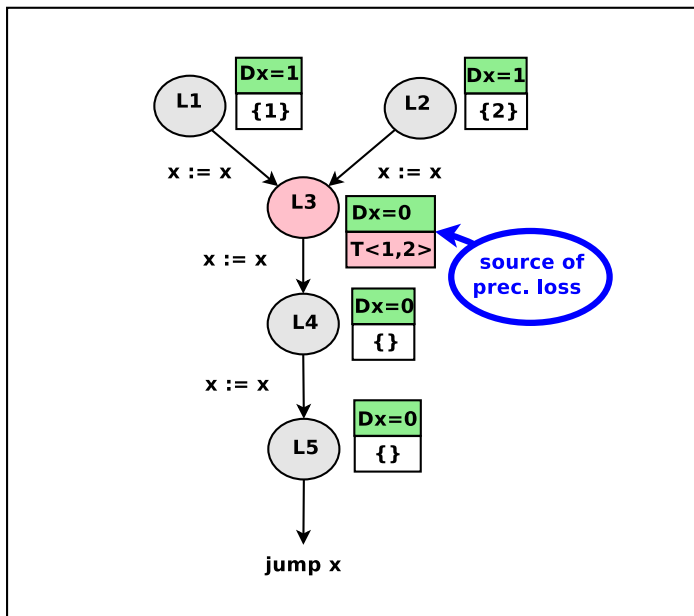 Dx=1
L1
{1}
Dx=1
L2
{2}
x := x
x := x
L3
Dx=0
T<1,2>
source of
prec. loss
x := x
L4
Dx=0
{}
x := x
L5
Dx=0
{}
jump x